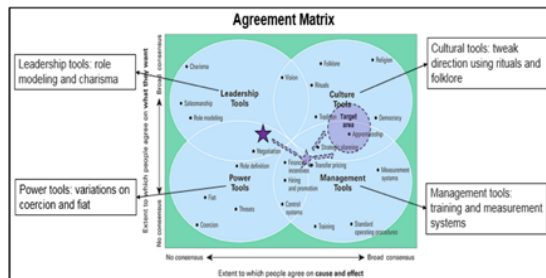 Agreement Matrix
Leadership tools: role
modeling and charisma
Cultural tools: tweak
direction using rituals and
folklore
Power tools: variations on
coercion and fiat
Management tools:
training and measurement
systems
Extent to which people agree on what they want
No consensus
Broad consensus
Charisma
Vision
Leadership
Tools
Salesmanship
Role modeling
Folklore
Religion
Rituals
Culture
Tools
Tradition
Target
area
Democracy
Apprenticeship
Strategic planning
Negotiation
Role definition
Power
Tools
Fiat
Threats
Coercion
Financial
incentives
Transfer pricing
Hiring
and promotion
Management
Tools
Measurement
systems
Control
systems
Training
Standard
operating procedures
No consensus
Broad consensus
Extent to which people agree on cause and effect